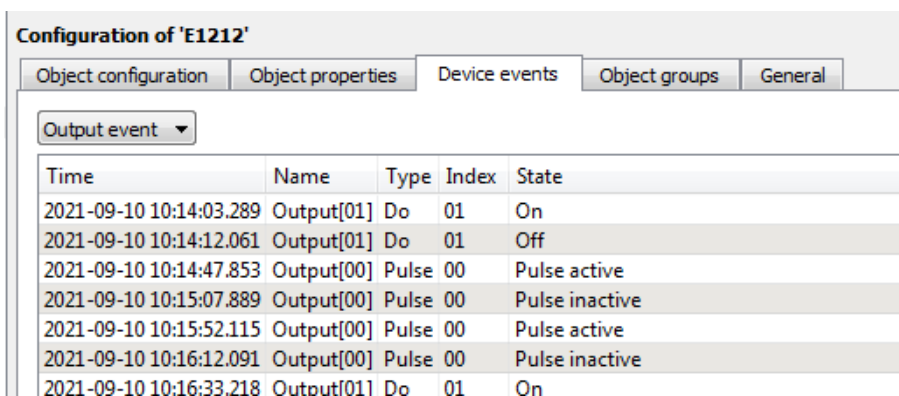 Configuration of 'E1212'
Object configuration Object properties Device events Object groups General
Output event
Time Name Type Index State
2021-09-10 10:14:03.289 Output[01] Do 01 On
2021-09-10 10:14:12.061 Output[01] Do 01 Off
2021-09-10 10:14:47.853 Output[00] Pulse 00 Pulse active
2021-09-10 10:15:07.889 Output[00] Pulse 00 Pulse inactive
2021-09-10 10:15:52.115 Output[00] Pulse 00 Pulse active
2021-09-10 10:16:12.091 Output[00] Pulse 00 Pulse inactive
2021-09-10 10:16:33.218 Output[01] Do 01 On